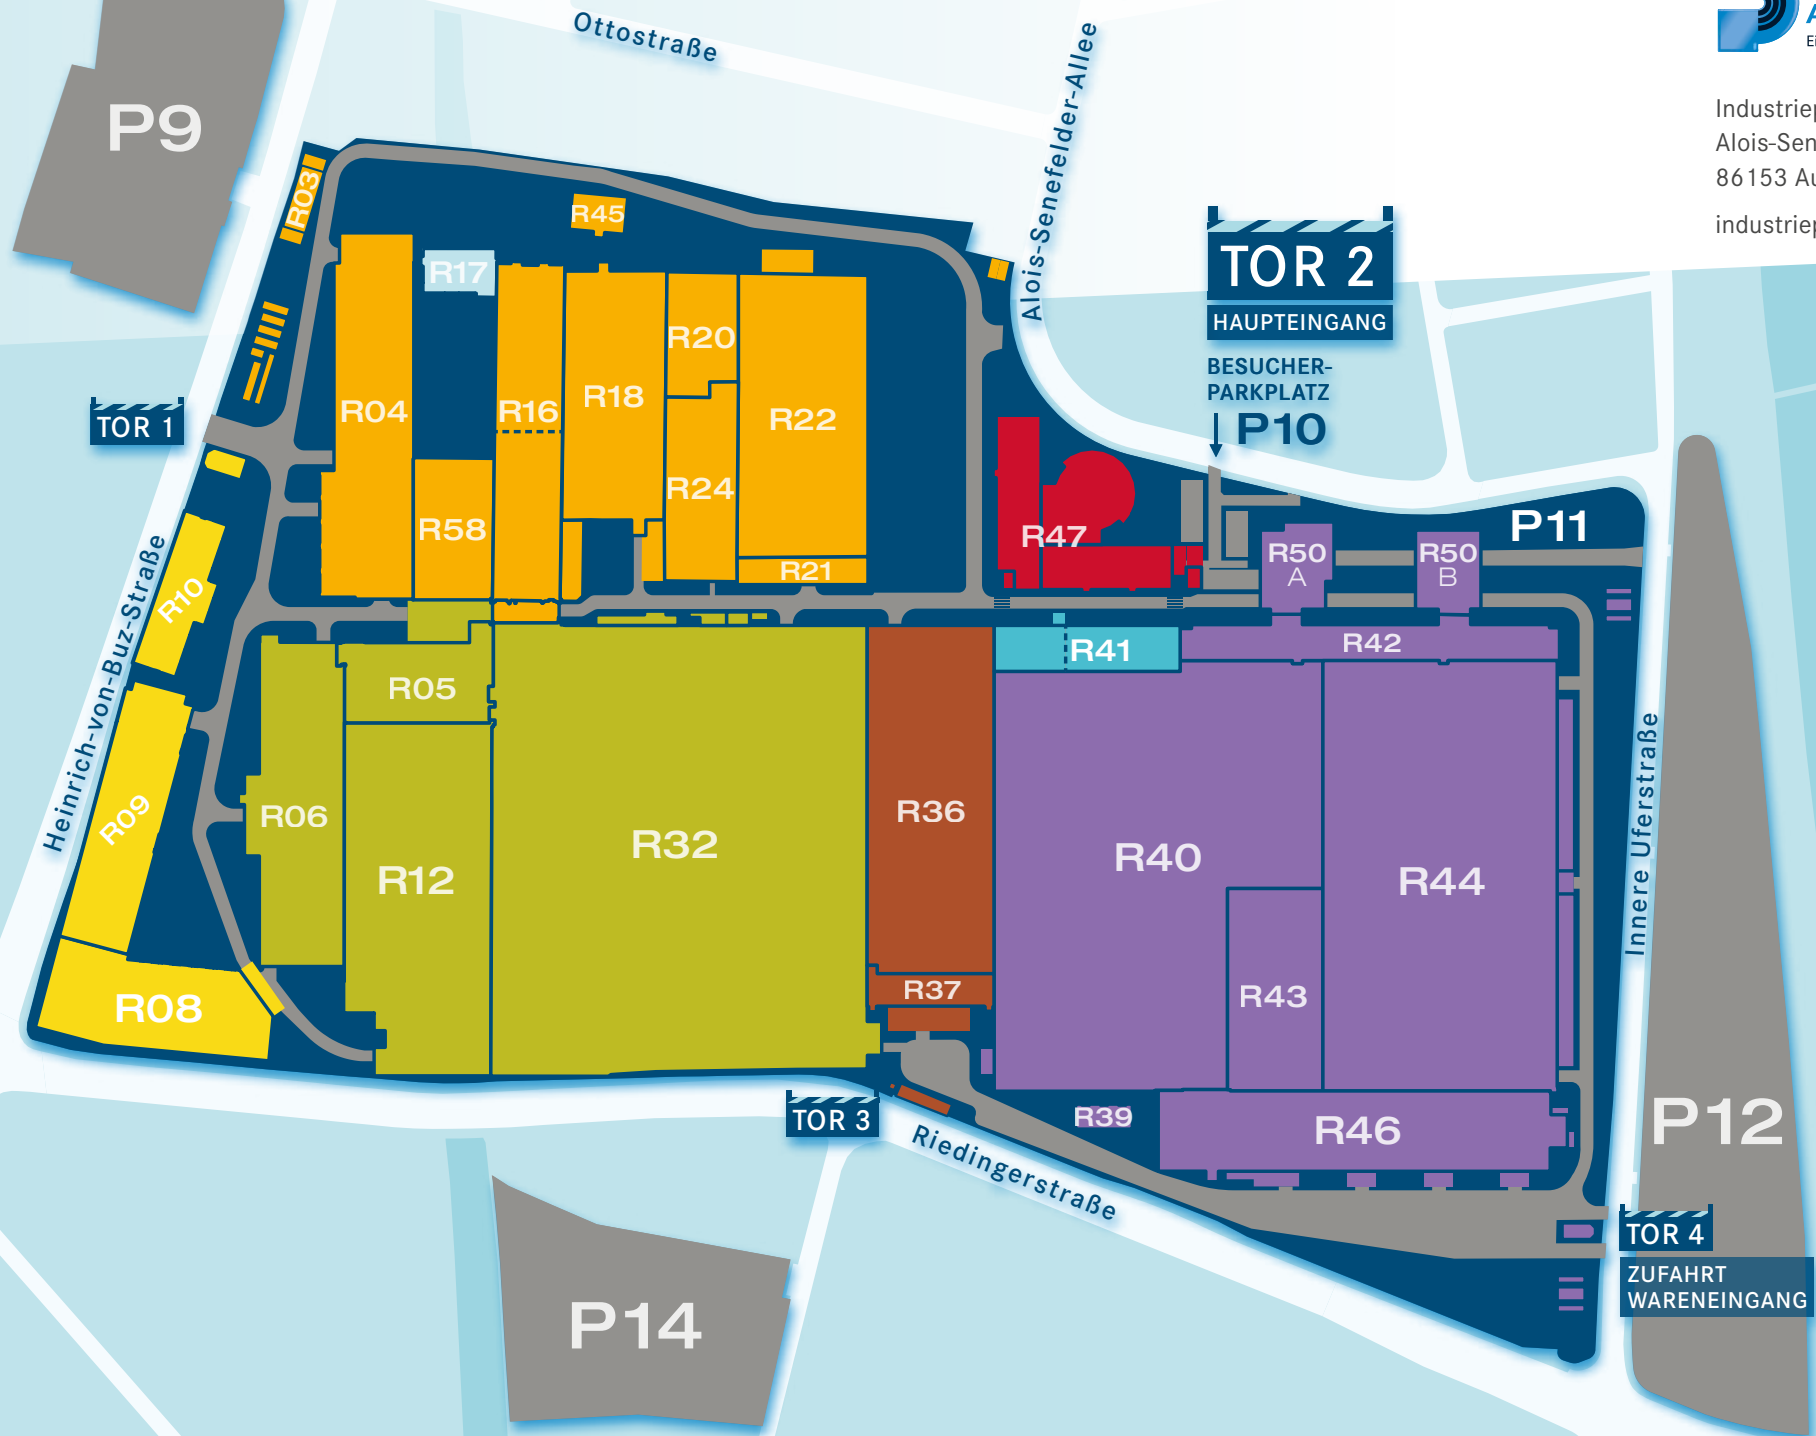 Ottostraße
Alois-Senefelder-Allee
Industriep
Alois-Sen
86153 Au
industriep
P9
R03
R45
R17
TOR 2
HAUPTEINGANG
BESUCHER-
PARKPLATZ
P10
R20
R18
R04
R16
R22
TOR 1
R24
R58
R21
R47
P11
R50
A
R50
B
Heinrich-von-Buz-Straße
R10
R41
R42
R05
R09
R06
R12
R32
R36
R40
R44
Innere Uferstraße
R37
R43
R08
TOR 3
R39
R46
P12
Riedingerstraße
TOR 4
ZUFAHRT
WARENEINGANG
P14